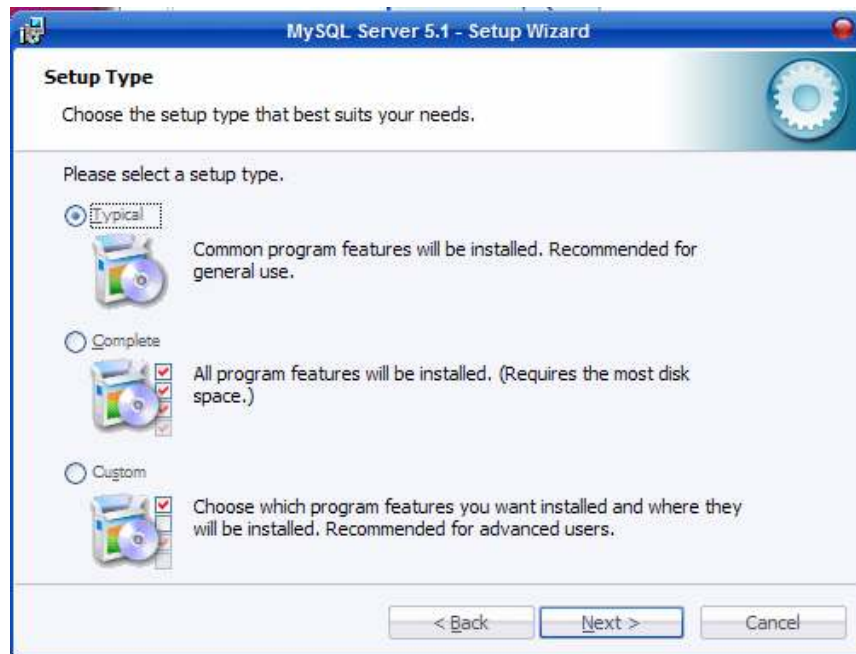 MySQL Server 5.1 - Setup Wizard
Setup Type
Choose the setup type that best suits your needs.
Please select a setup type.
Typical
Common program features will be installed. Recommended for
general use.
Complete
All program features will be installed. (Requires the most disk
space.)
Custom
Choose which program features you want installed and where they
will be installed. Recommended for advanced users.
< Back
Next >
Cancel